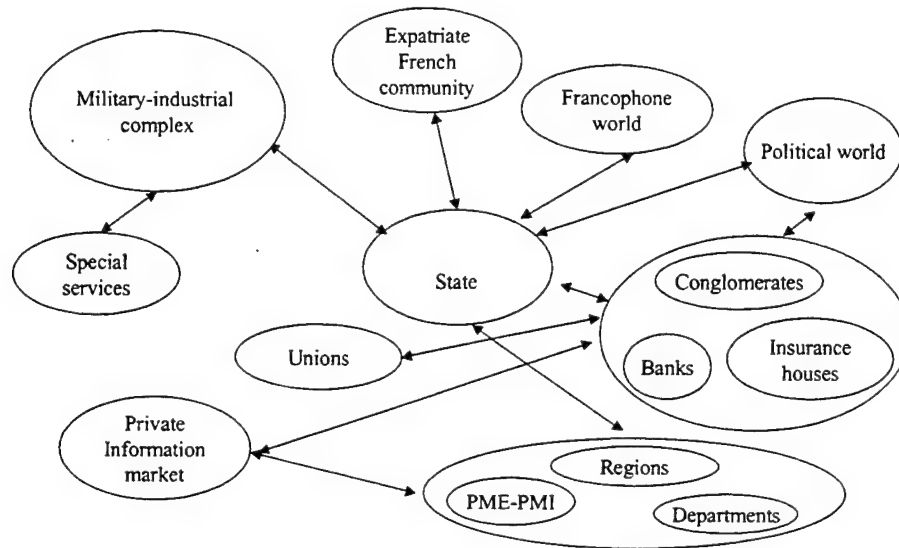 Expatriate
French
community
Military-industrial
complex
Francophone
world
Political world
Special
services
State
Conglomerates
Unions
Banks
Insurance
houses
Private
Information
market
Regions
PME-PMI
Departments